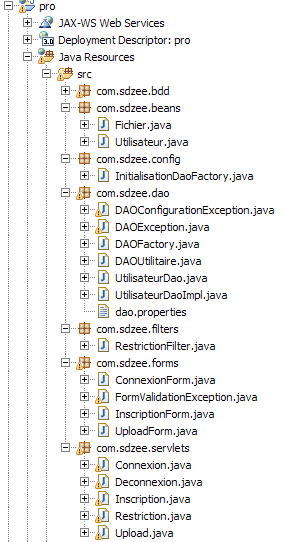 pro
JAX-WS Web Services
Deployment Descriptor: pro
Java Resources
src
com.sdzee.bdd
com.sdzee.beans
Fichier.java
Utilisateur.java
com.sdzee.config
InitialisationDaoFactory.java
com.sdzee.dao
DAOConfigurationException.java
DAOException.java
DAOFactory.java
DAOUtilitaire.java
UtilisateurDao.java
UtilisateurDaoImpl.java
dao.properties
com.sdzee.filters
RestrictionFilter.java
com.sdzee.forms
ConnexionForm.java
FormValidationException.java
InscriptionForm.java
UploadForm.java
com.sdzee.servlets
Connexion.java
Deconnexion.java
Inscription.java
Restriction.java
Upload.java